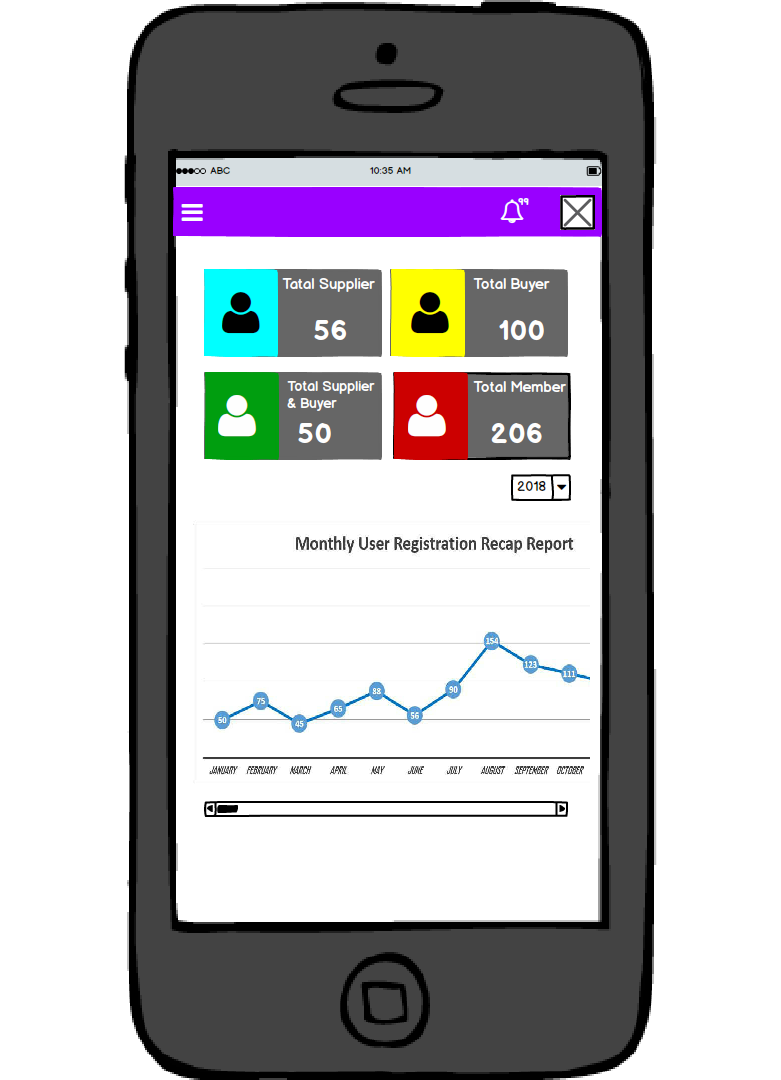 ABC
10:35 AM
99
Tatal Supplier
56
Total Buyer
100
Total Supplier
& Buyer
50
Total Member
206
2018
Monthly User Registration Recap Report
154
123
111
90
88
75
65
56
50
45
JANUARY FEBRUARY MARCH APRIL MAY JUNE JULY AUGUST SEPTEMBER OCTOBER